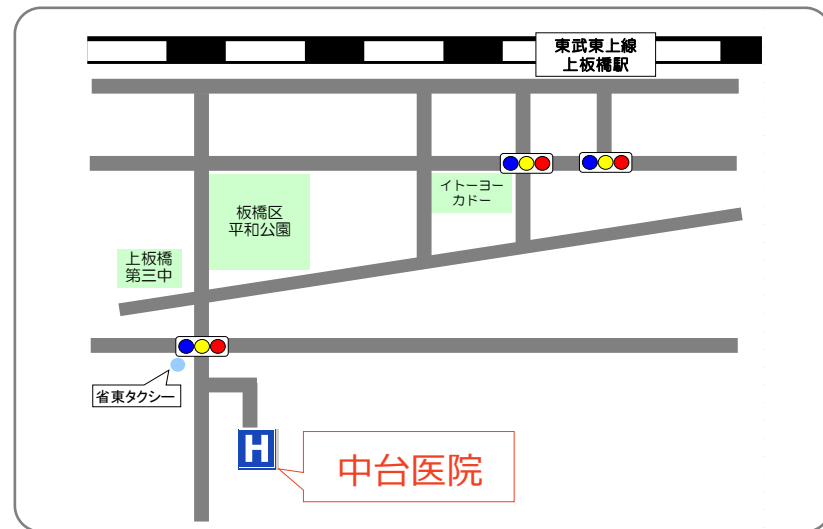 東武東上線
上板橋駅
イトーヨー
カドー
板橋区
平和公園
上板橋
第三中
省東タクシー
H
中台医院